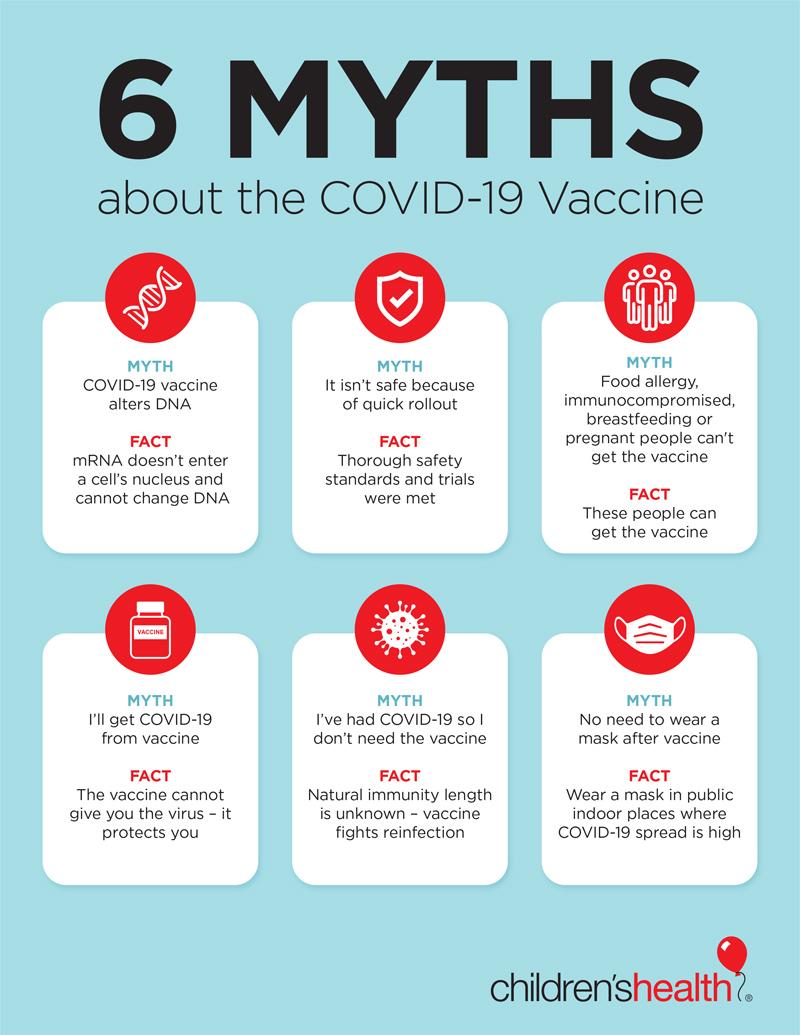 6 MYTHS
about the COVID-19 Vaccine
MYTH
COVID-19 vaccine
alters DNA
FACT
mRNA doesn’t enter
a cell’s nucleus and
cannot change DNA
MYTH
It isn’t safe because
of quick rollout
FACT
Thorough safety
standards and trials
were met
MYTH
Food allergy,
immunocompromised,
breastfeeding or
pregnant people can't
get the vaccine
FACT
These people can
get the vaccine
VACCINE
MYTH
I’ll get COVID-19
from vaccine
FACT
The vaccine cannot
give you the virus – it
protects you
MYTH
I’ve had COVID-19 so I
don’t need the vaccine
FACT
Natural immunity length
is unknown – vaccine
fights reinfection
MYTH
No need to wear a
mask after vaccine
FACT
Wear a mask in public
indoor places where
COVID-19 spread is high
children’shealth®